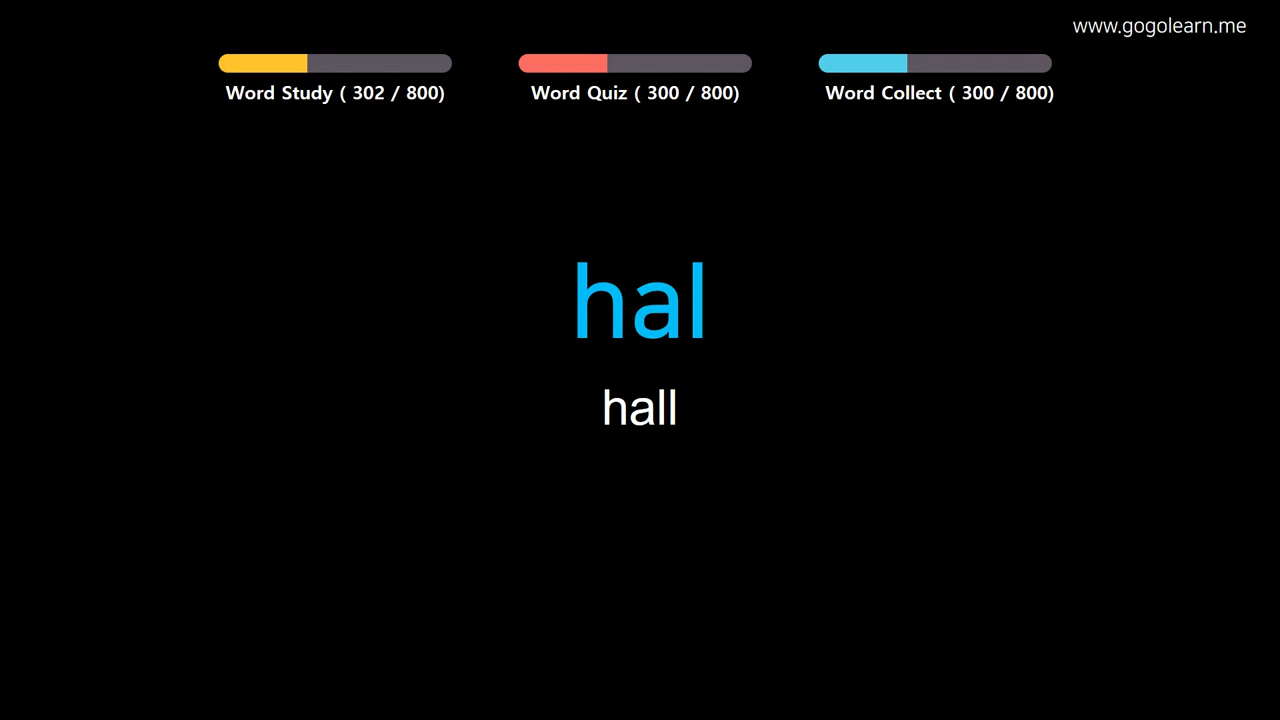 www.gogolearn.me
Word Study ( 302 / 800)
Word Quiz ( 300 / 800)
Word Collect ( 300 / 800)
hal
hall